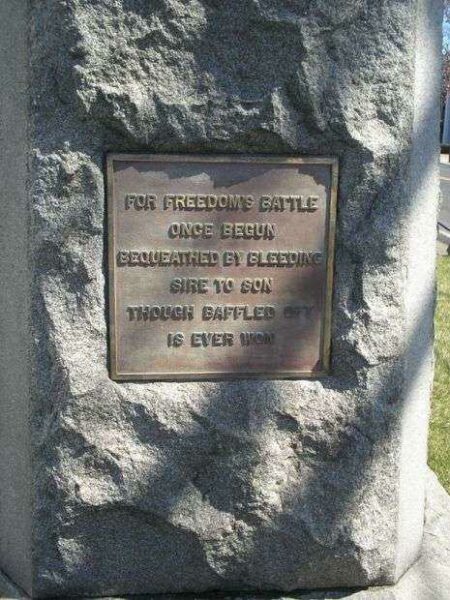 FOR FREEDOM'S BATTLE
ONCE BEGUN
BEQUEATHED BY BLEEDING
SIRE TO SON
THOUGH BAFFLED OFT
IS EVER WON